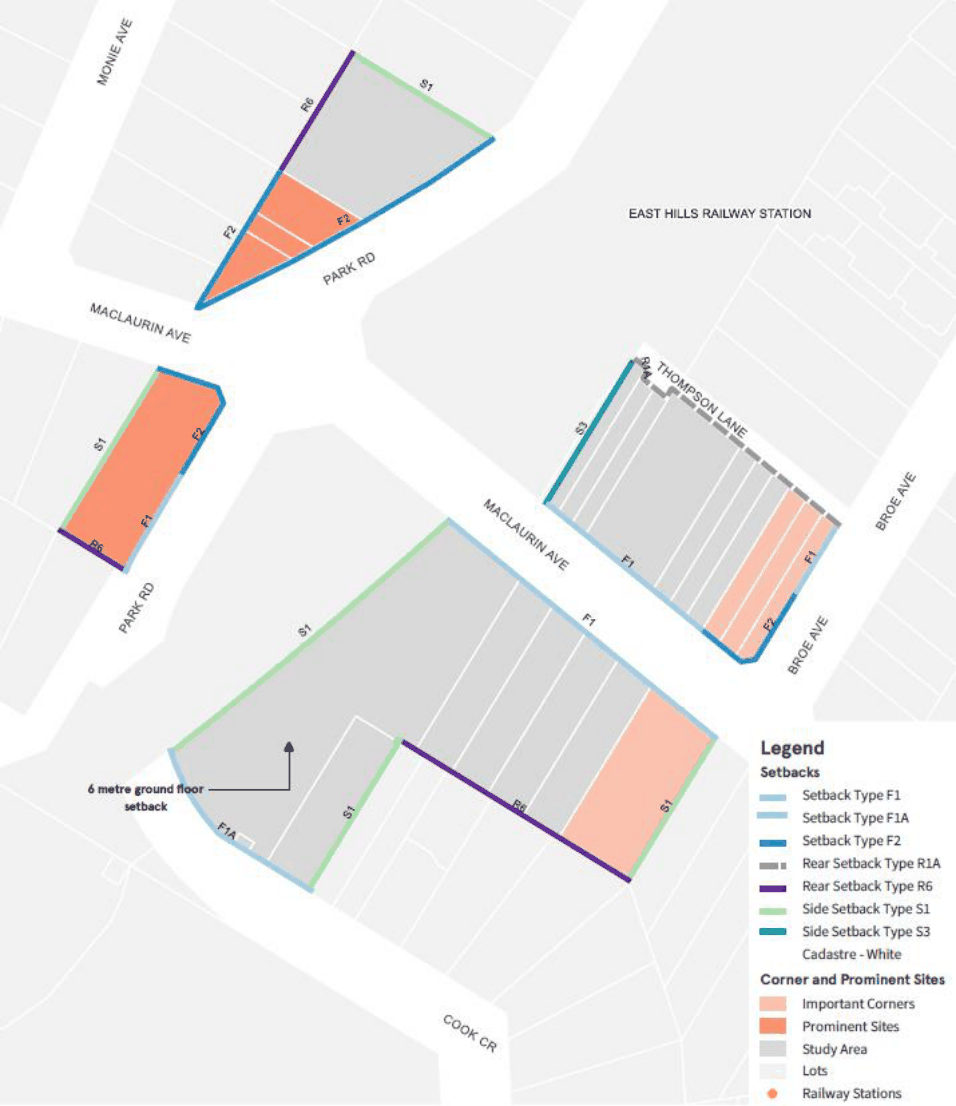 MONIE AVE
S1
R6
F2
F2
PARK RD
EAST HILLS RAILWAY STATION
MACLAURIN AVE
R1A
THOMPSON LANE
S3
S1
F2
F1
R6
PARK RD
MACLAURIN AVE
F1
F1
F2
BROE AVE
BROE AVE
S1
F1
6 metre ground floor
setback
F1A
S1
R6
S1
COOK CR
Legend
Setbacks
Setback Type F1
Setback Type F1A
Setback Type F2
Rear Setback Type R1A
Rear Setback Type R6
Side Setback Type S1
Side Setback Type S3
Cadastre - White
Corner and Prominent Sites
Important Corners
Prominent Sites
Study Area
Lots
Railway Stations